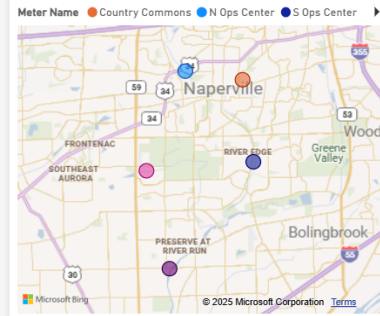 Meter Name Country Commons N Ops Center S Ops Center
355
34
59
34
Naperville
53
34
Wood
FRONTENAC
RIVER EDGE
Greene
Valley
SOUTHEAST
AURORA
Bolingbrook
PRESERVE AT
RIVER RUN
55
30
Microsoft Bing
© 2025 Microsoft Corporation Terms